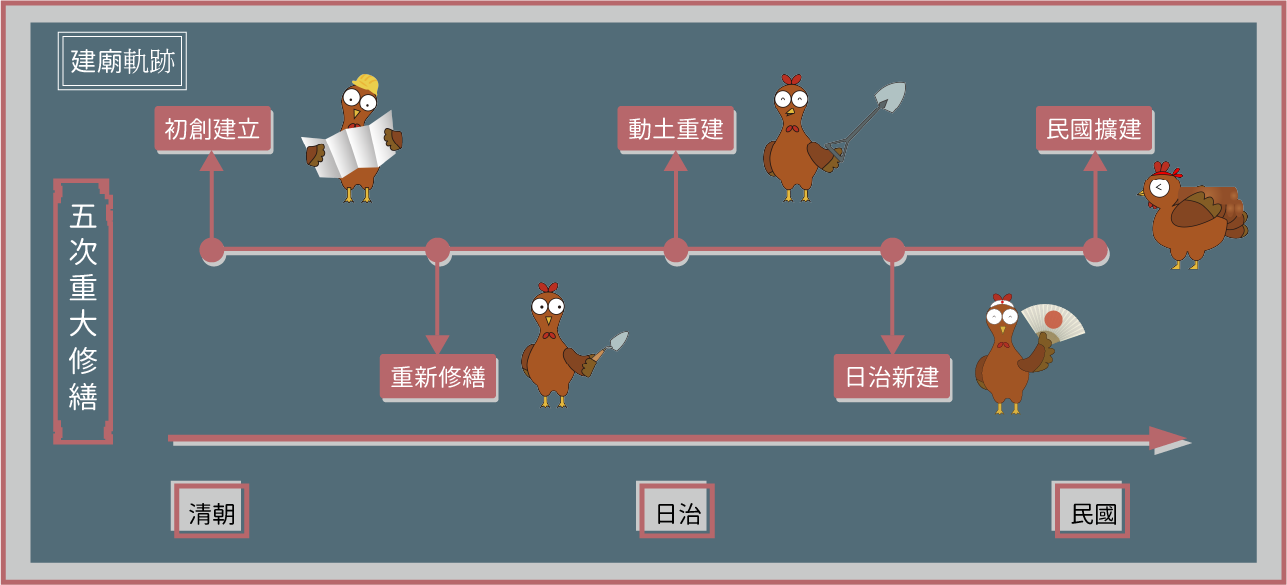 建廟軌跡
五次重大修繕
初創建立
重新修繕
動土重建
日治新建
民國擴建
清朝
日治
民國